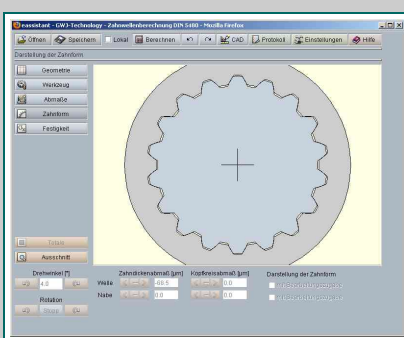 eassistant - GW3-Technology - Zahnwellenberechnung DIN 5480 - Mozilla Firefox
Öffnen Speichern Lokal Berechnen CAD Protokoll Einstellungen Hilfe
Darstellung der Zahnform
Geometrie
Werkzeug
Abmaße
Zahnform
Festigkeit
Totale
Ausschnitt
Drehwinkel [°]
4.0
Rotation
Stopp
Zahndickenabmaß [µm] Kopfkreisabmaß [µm]
Welle -69.5 0.0
Nabe 0.0 0.0
Darstellung der Zahnform